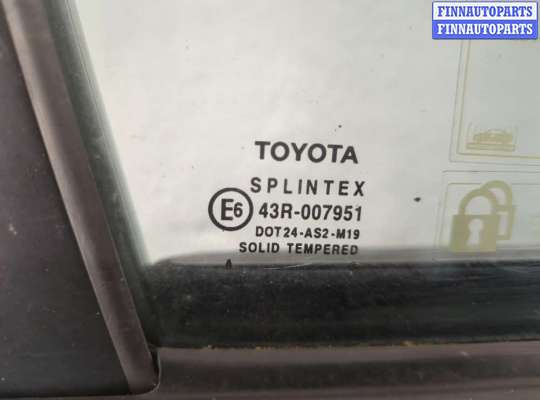 FINNAUTOPARTS
FINNAUTOPARTS
TOYOTA
SPLINTEX
E6 43R-007951
DOT24-AS2-M19
SOLID TEMPERED